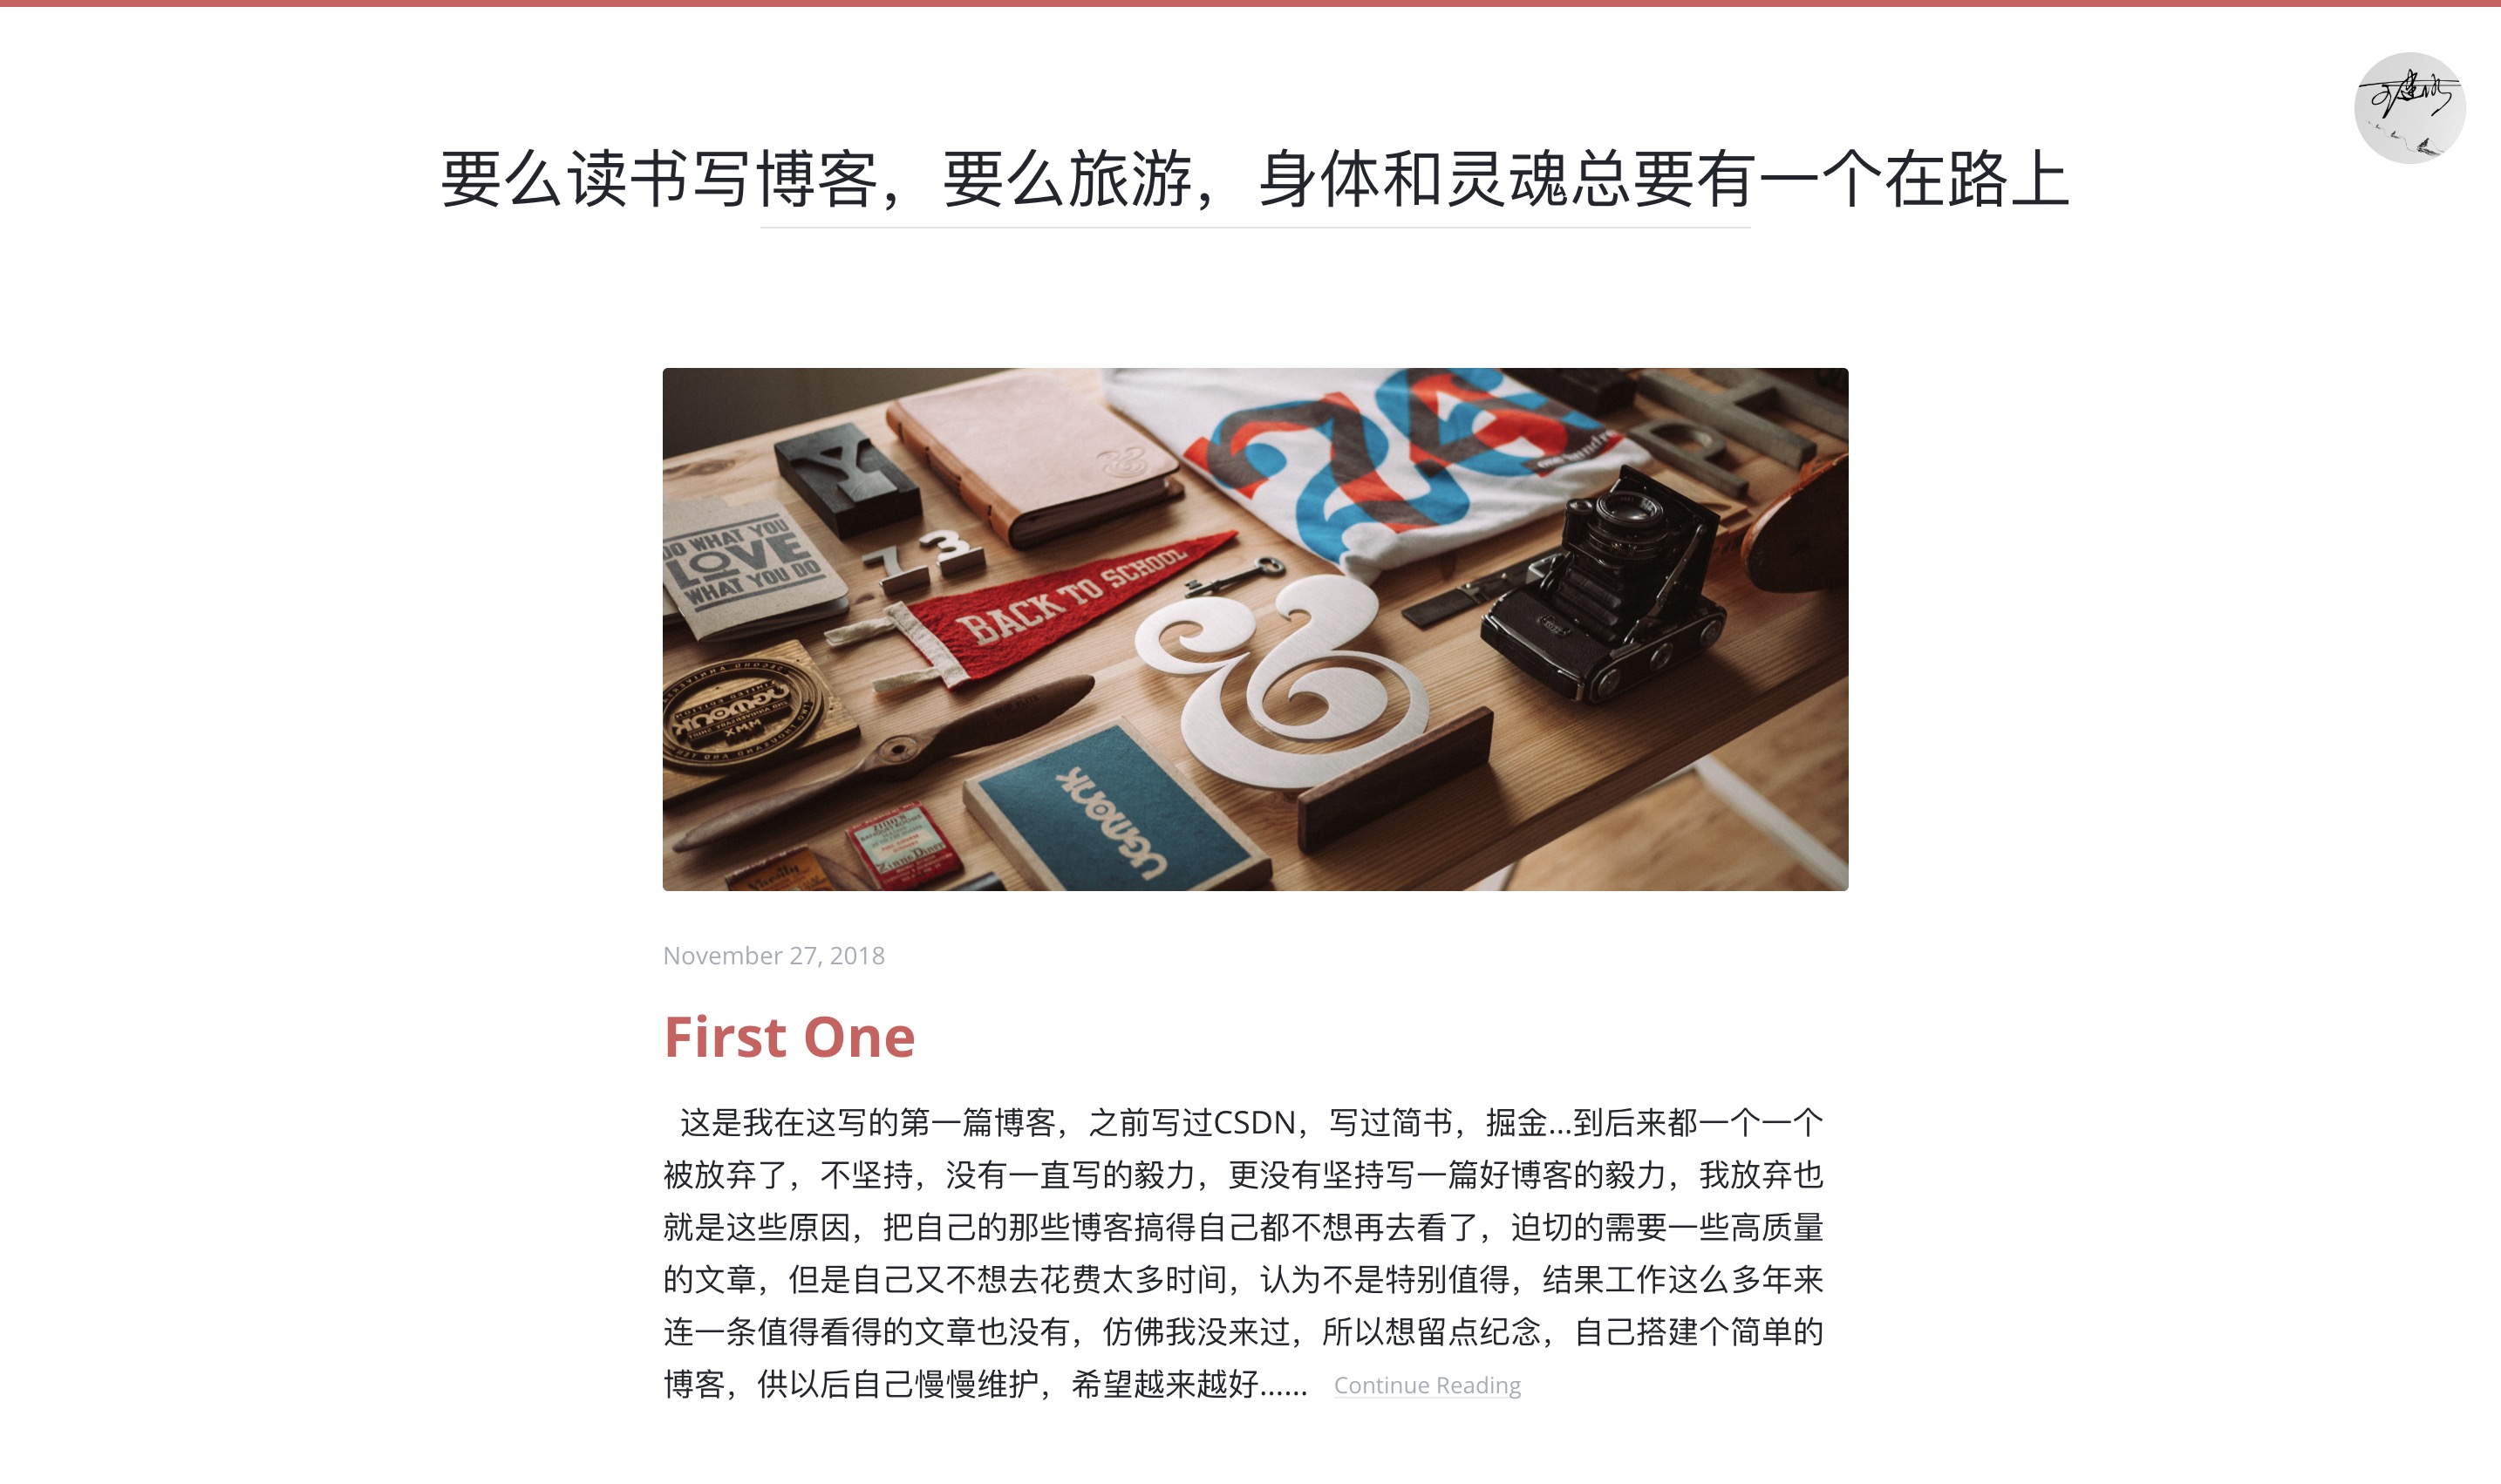 要么读书写博客，要么旅游，身体和灵魂总要有一个在路上
Y
DO WHAT YOU
LOVE
WHAT YOU DO
73
BACK TO SCHOOL
&
UGMONK
Zinns Diner
November 27, 2018
First One
这是我在这写的第一篇博客，之前写过CSDN，写过简书，掘金...到后来都一个一个
被放弃了，不坚持，没有一直写的毅力，更没有坚持写一篇好博客的毅力，我放弃也
就是这些原因，把自己的那些博客搞得自己都不想再去看了，迫切的需要一些高质量
的文章，但是自己又不想去花费太多时间，认为不是特别值得，结果工作这么多年来
连一条值得看得的文章也没有，仿佛我没来过，所以想留点纪念，自己搭建个简单的
博客，供以后自己慢慢维护，希望越来越好...... Continue Reading